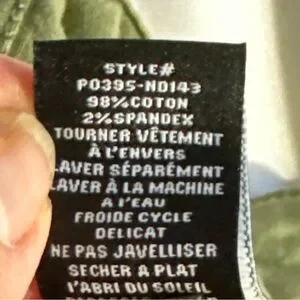 STYLE#
P0395-ND143
98%COTON
2%SPANDEX
TOURNER VÊTEMENT
À L'ENVERS
LAVER SÉPARÉMENT
LAVER À LA MACHINE
A L'EAU
FROIDE CYCLE
DELICAT
NE PAS JAVELLISER
SECHER A PLAT
L'ABRI DU SOLEIL